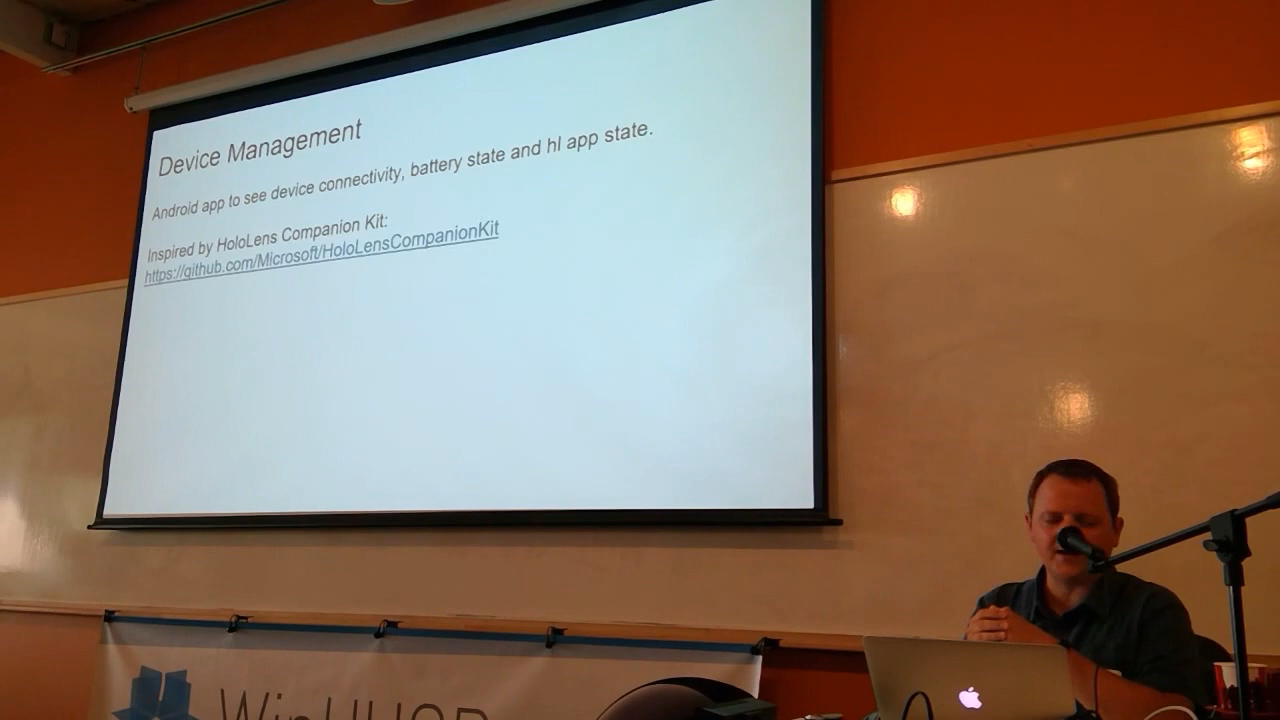 Device Management
Android app to see device connectivity, battery state and hl app state.
Inspired by HoloLens Companion Kit:
https://github.com/Microsoft/HoloLensCompanionKit